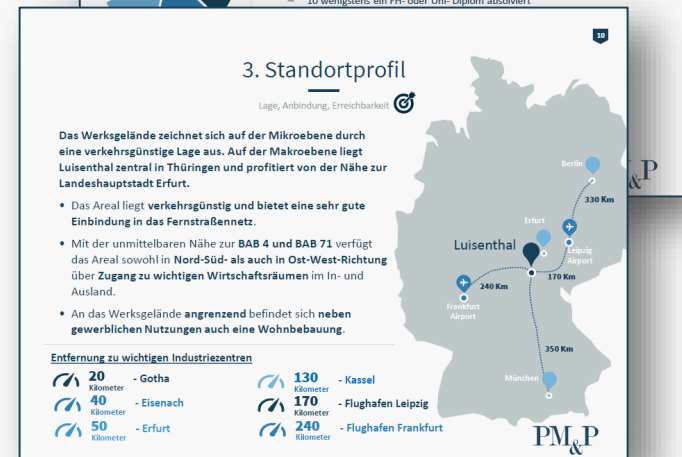 10 wenigstens ein FH- oder Uni- Diplom absolviert
10
3. Standortprofil
Lage, Anbindung, Erreichbarkeit
Das Werksgelände zeichnet sich auf der Mikroebene durch
eine verkehrsgünstige Lage aus. Auf der Makroebene liegt
Luisenthal zentral in Thüringen und profitiert von der Nähe zur
Landeshauptstadt Erfurt.
• Das Areal liegt verkehrsgünstig und bietet eine sehr gute
Einbindung in das Fernstraßennetz.
• Mit der unmittelbaren Nähe zur BAB 4 und BAB 71 verfügt
das Areal sowohl in Nord-Süd- als auch in Ost-West-Richtung
über Zugang zu wichtigen Wirtschaftsräumen im In- und
Ausland.
• An das Werksgelände angrenzend befindet sich neben
gewerblichen Nutzungen auch eine Wohnbebauung.
Entfernung zu wichtigen Industriezentren
20 Kilometer - Gotha
40 Kilometer - Eisenach
50 Kilometer - Erfurt
130 Kilometer - Kassel
170 Kilometer - Flughafen Leipzig
240 Kilometer - Flughafen Frankfurt
Berlin
330 Km
Erfurt
Luisenthal
Leipzig
Airport
170 Km
240 Km
Frankfurt
Airport
350 Km
München
PM&P
&P